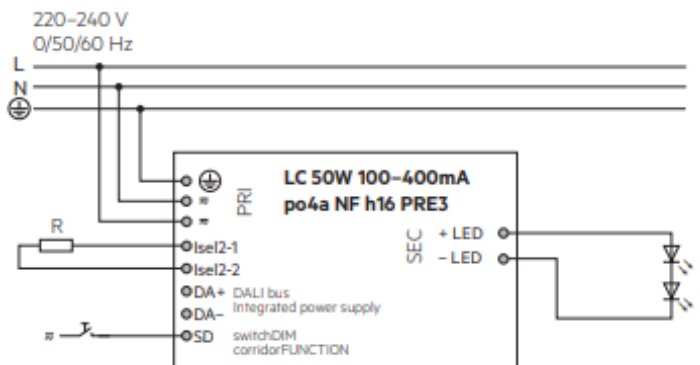 220–240 V
0/50/60 Hz
L
N
LC 50W 100–400mA
po4a NF h16 PRE3
PRI
≂
≂
R
Isel2-1
Isel2-2
DA+ DALI bus
Integrated power supply
DA−
≂
SD switchDIM
corridorFUNCTION
SEC
+ LED
– LED